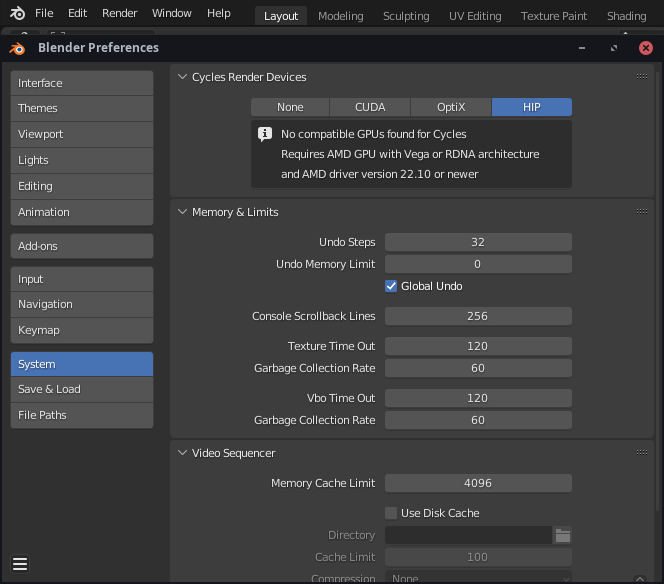 File Edit Render Window Help Layout Modeling Sculpting UV Editing Texture Paint Shading
Blender Preferences
Interface
Themes
Viewport
Lights
Editing
Animation
Add-ons
Input
Navigation
Keymap
System
Save & Load
File Paths
Cycles Render Devices
None CUDA OptiX HIP
No compatible GPUs found for Cycles
Requires AMD GPU with Vega or RDNA architecture
and AMD driver version 22.10 or newer
Memory & Limits
Undo Steps 32
Undo Memory Limit 0
Global Undo
Console Scrollback Lines 256
Texture Time Out 120
Garbage Collection Rate 60
Vbo Time Out 120
Garbage Collection Rate 60
Video Sequencer
Memory Cache Limit 4096
Use Disk Cache
Directory
Cache Limit 100
Compression None